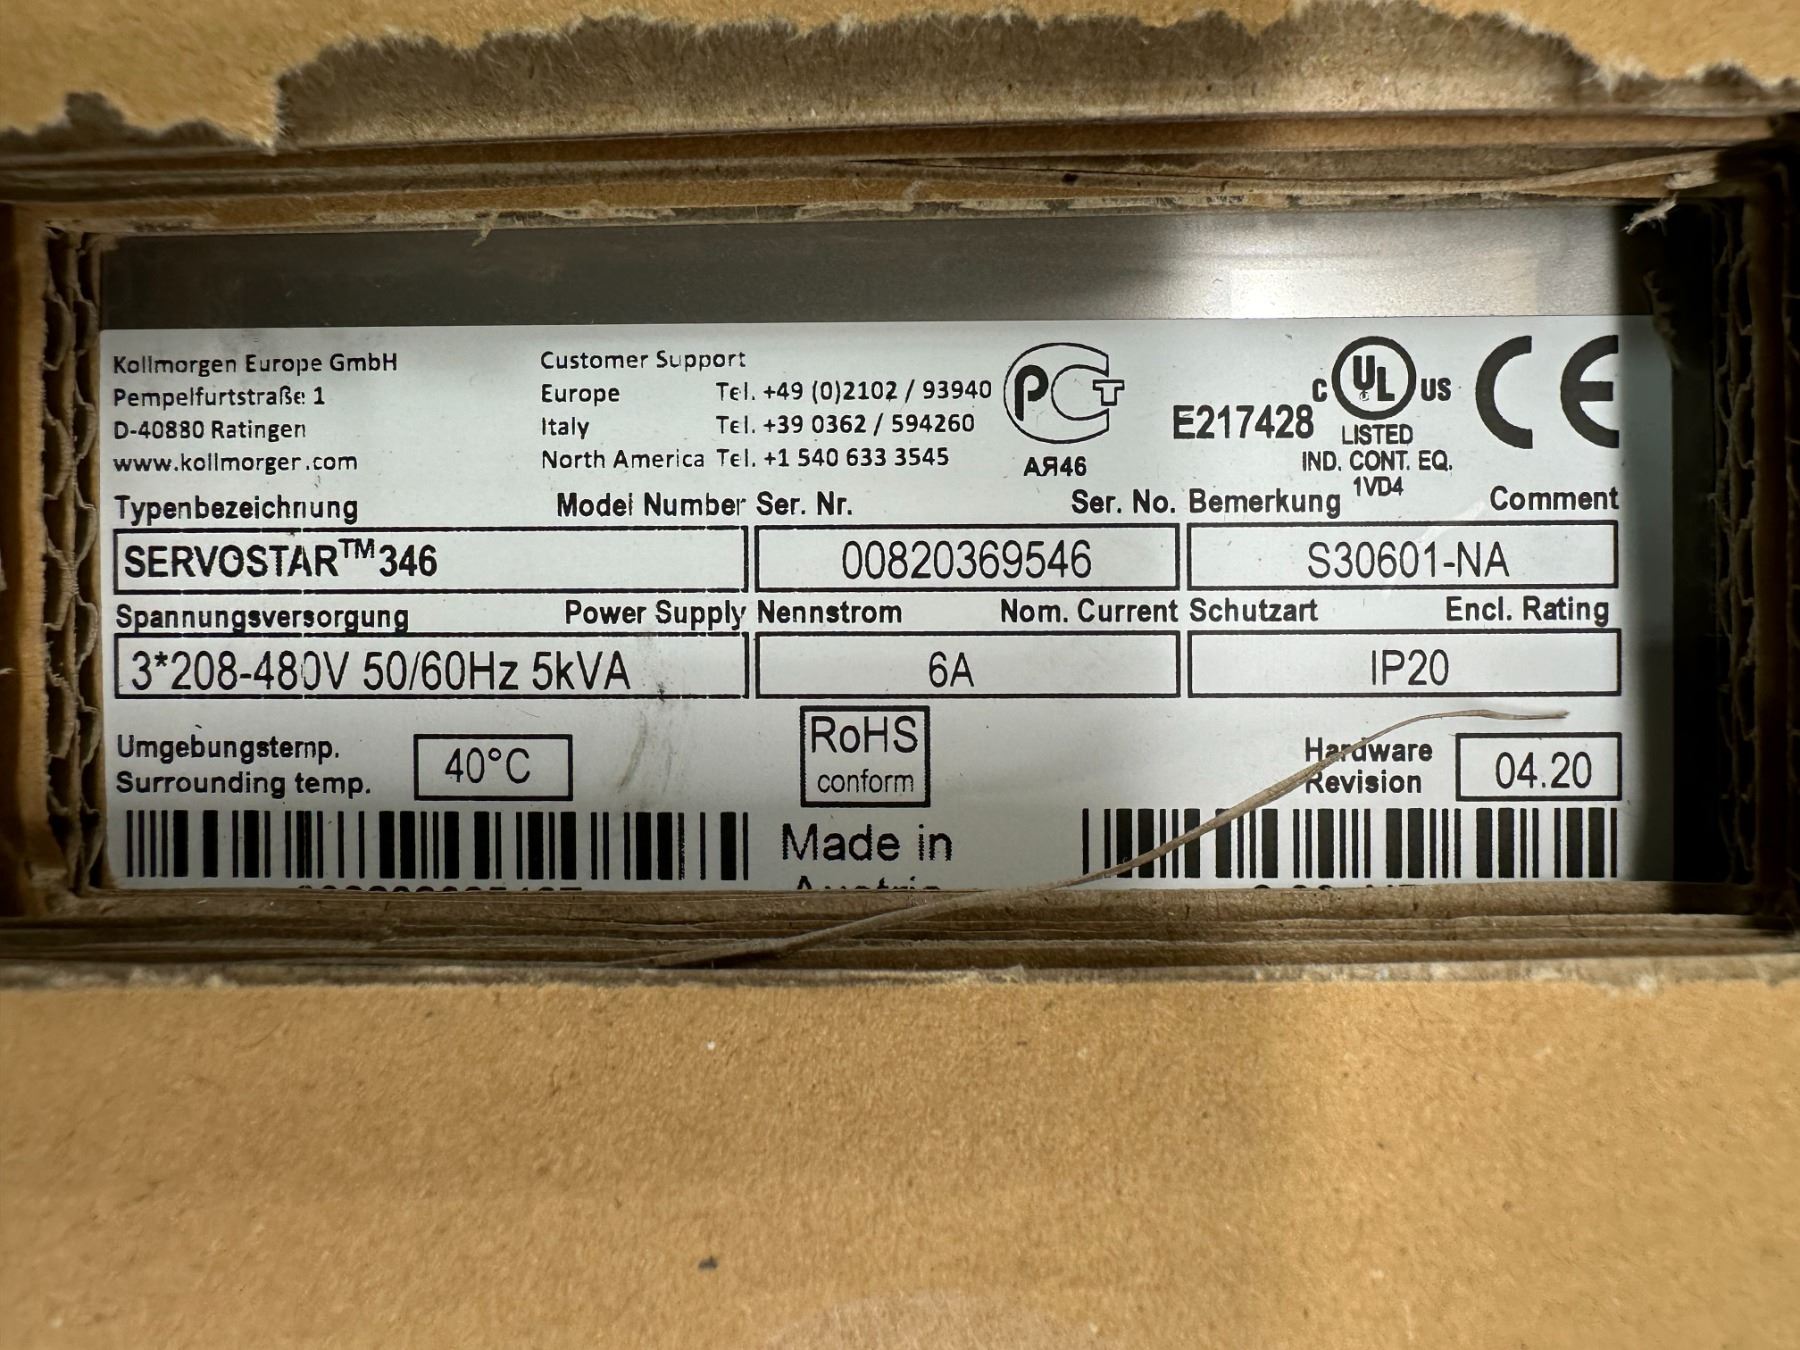 Kollmorgen Europe GmbH
Pempelfurtstraße 1
D-40880 Ratingen
www.kollmorgen.com
Customer Support
Europe Tel. +49 (0)2102 / 93940
Italy Tel. +39 0362 / 594260
North America Tel. +1 540 633 3545
РСТ
АЯ46
E217428
C UL US
LISTED
IND. CONT. EQ.
1VD4
CE
Typenbezeichnung Model Number Ser. Nr. Ser. No. Bemerkung Comment
SERVOSTAR™346 00820369546 S30601-NA
Spannungsversorgung Power Supply Nennstrom Nom. Current Schutzart Encl. Rating
3*208-480V 50/60Hz 5kVA 6A IP20
Umgebungstemp.
Surrounding temp.
40°C
RoHS
conform
Hardware
Revision
04.20
Made in